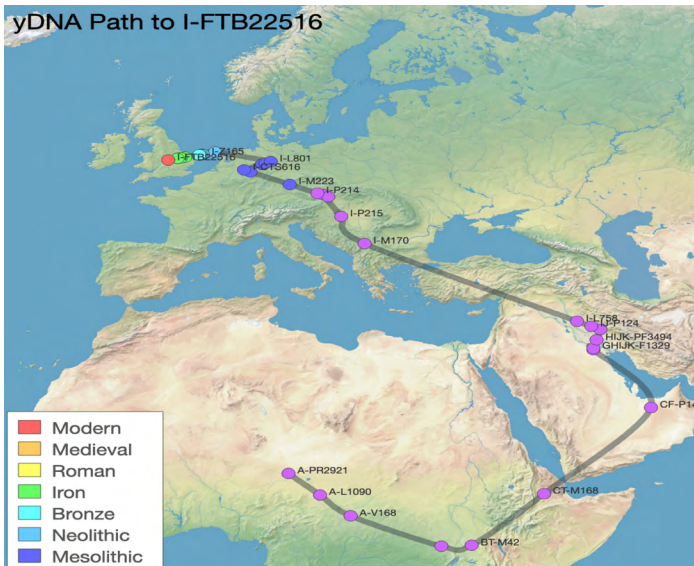 yDNA Path to I-FTB22516
I-Z165
I-FTB22516
I-L801
I-CTS616
I-M223
I-P214
I-P215
I-M170
I-L758
IJ-P124
HIJK-PF3494
GHIJK-F1329
CF-P14
CT-M168
BT-M42
A-PR2921
A-L1090
A-V168
Modern
Medieval
Roman
Iron
Bronze
Neolithic
Mesolithic